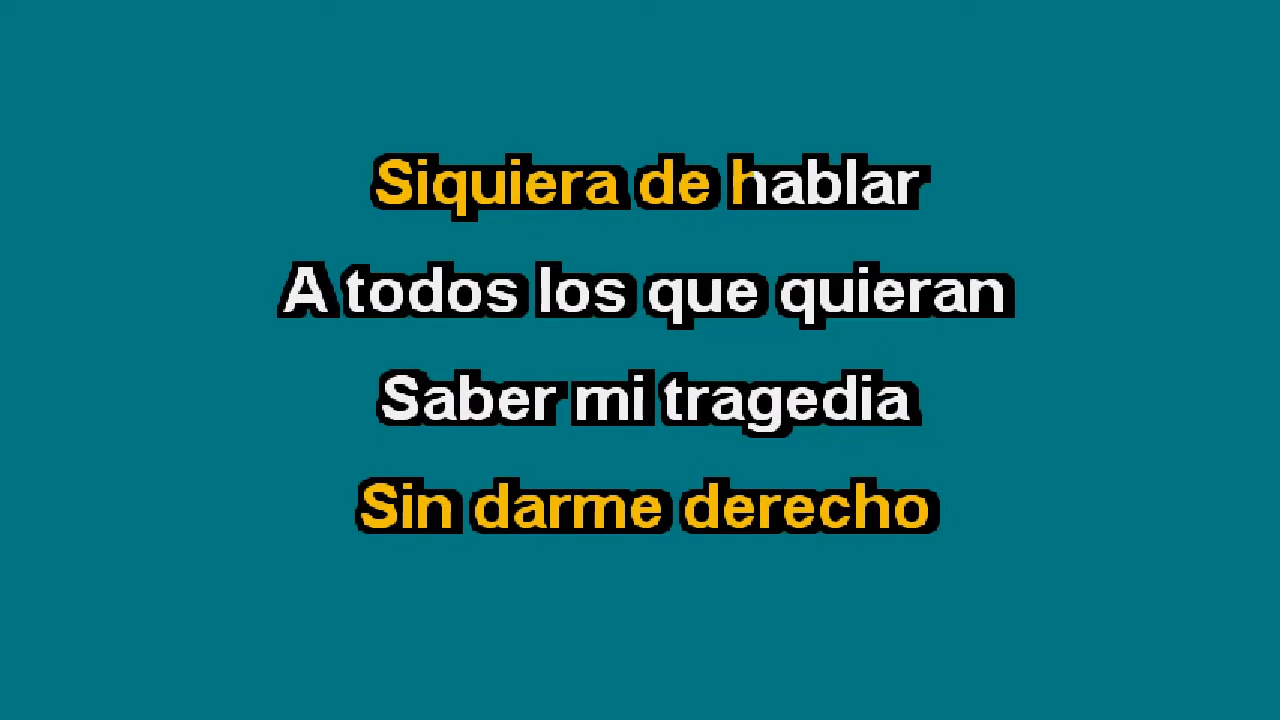 Siquiera de hablar
A todos los que quieran
Saber mi tragedia
Sin darme derecho